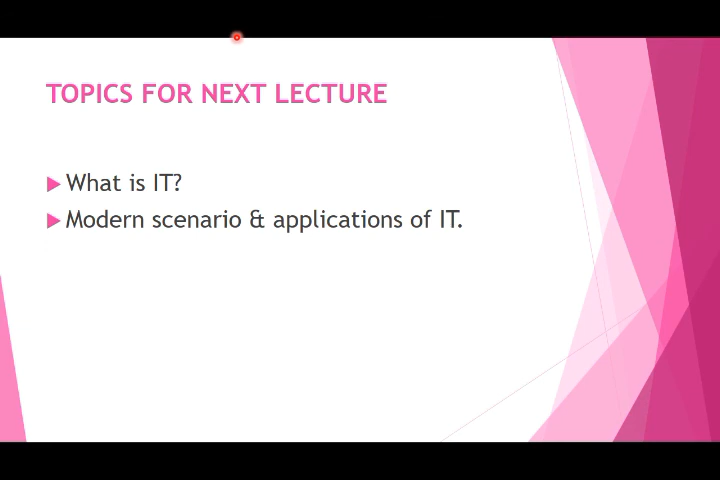 TOPICS FOR NEXT LECTURE
What is IT?
Modern scenario & applications of IT.